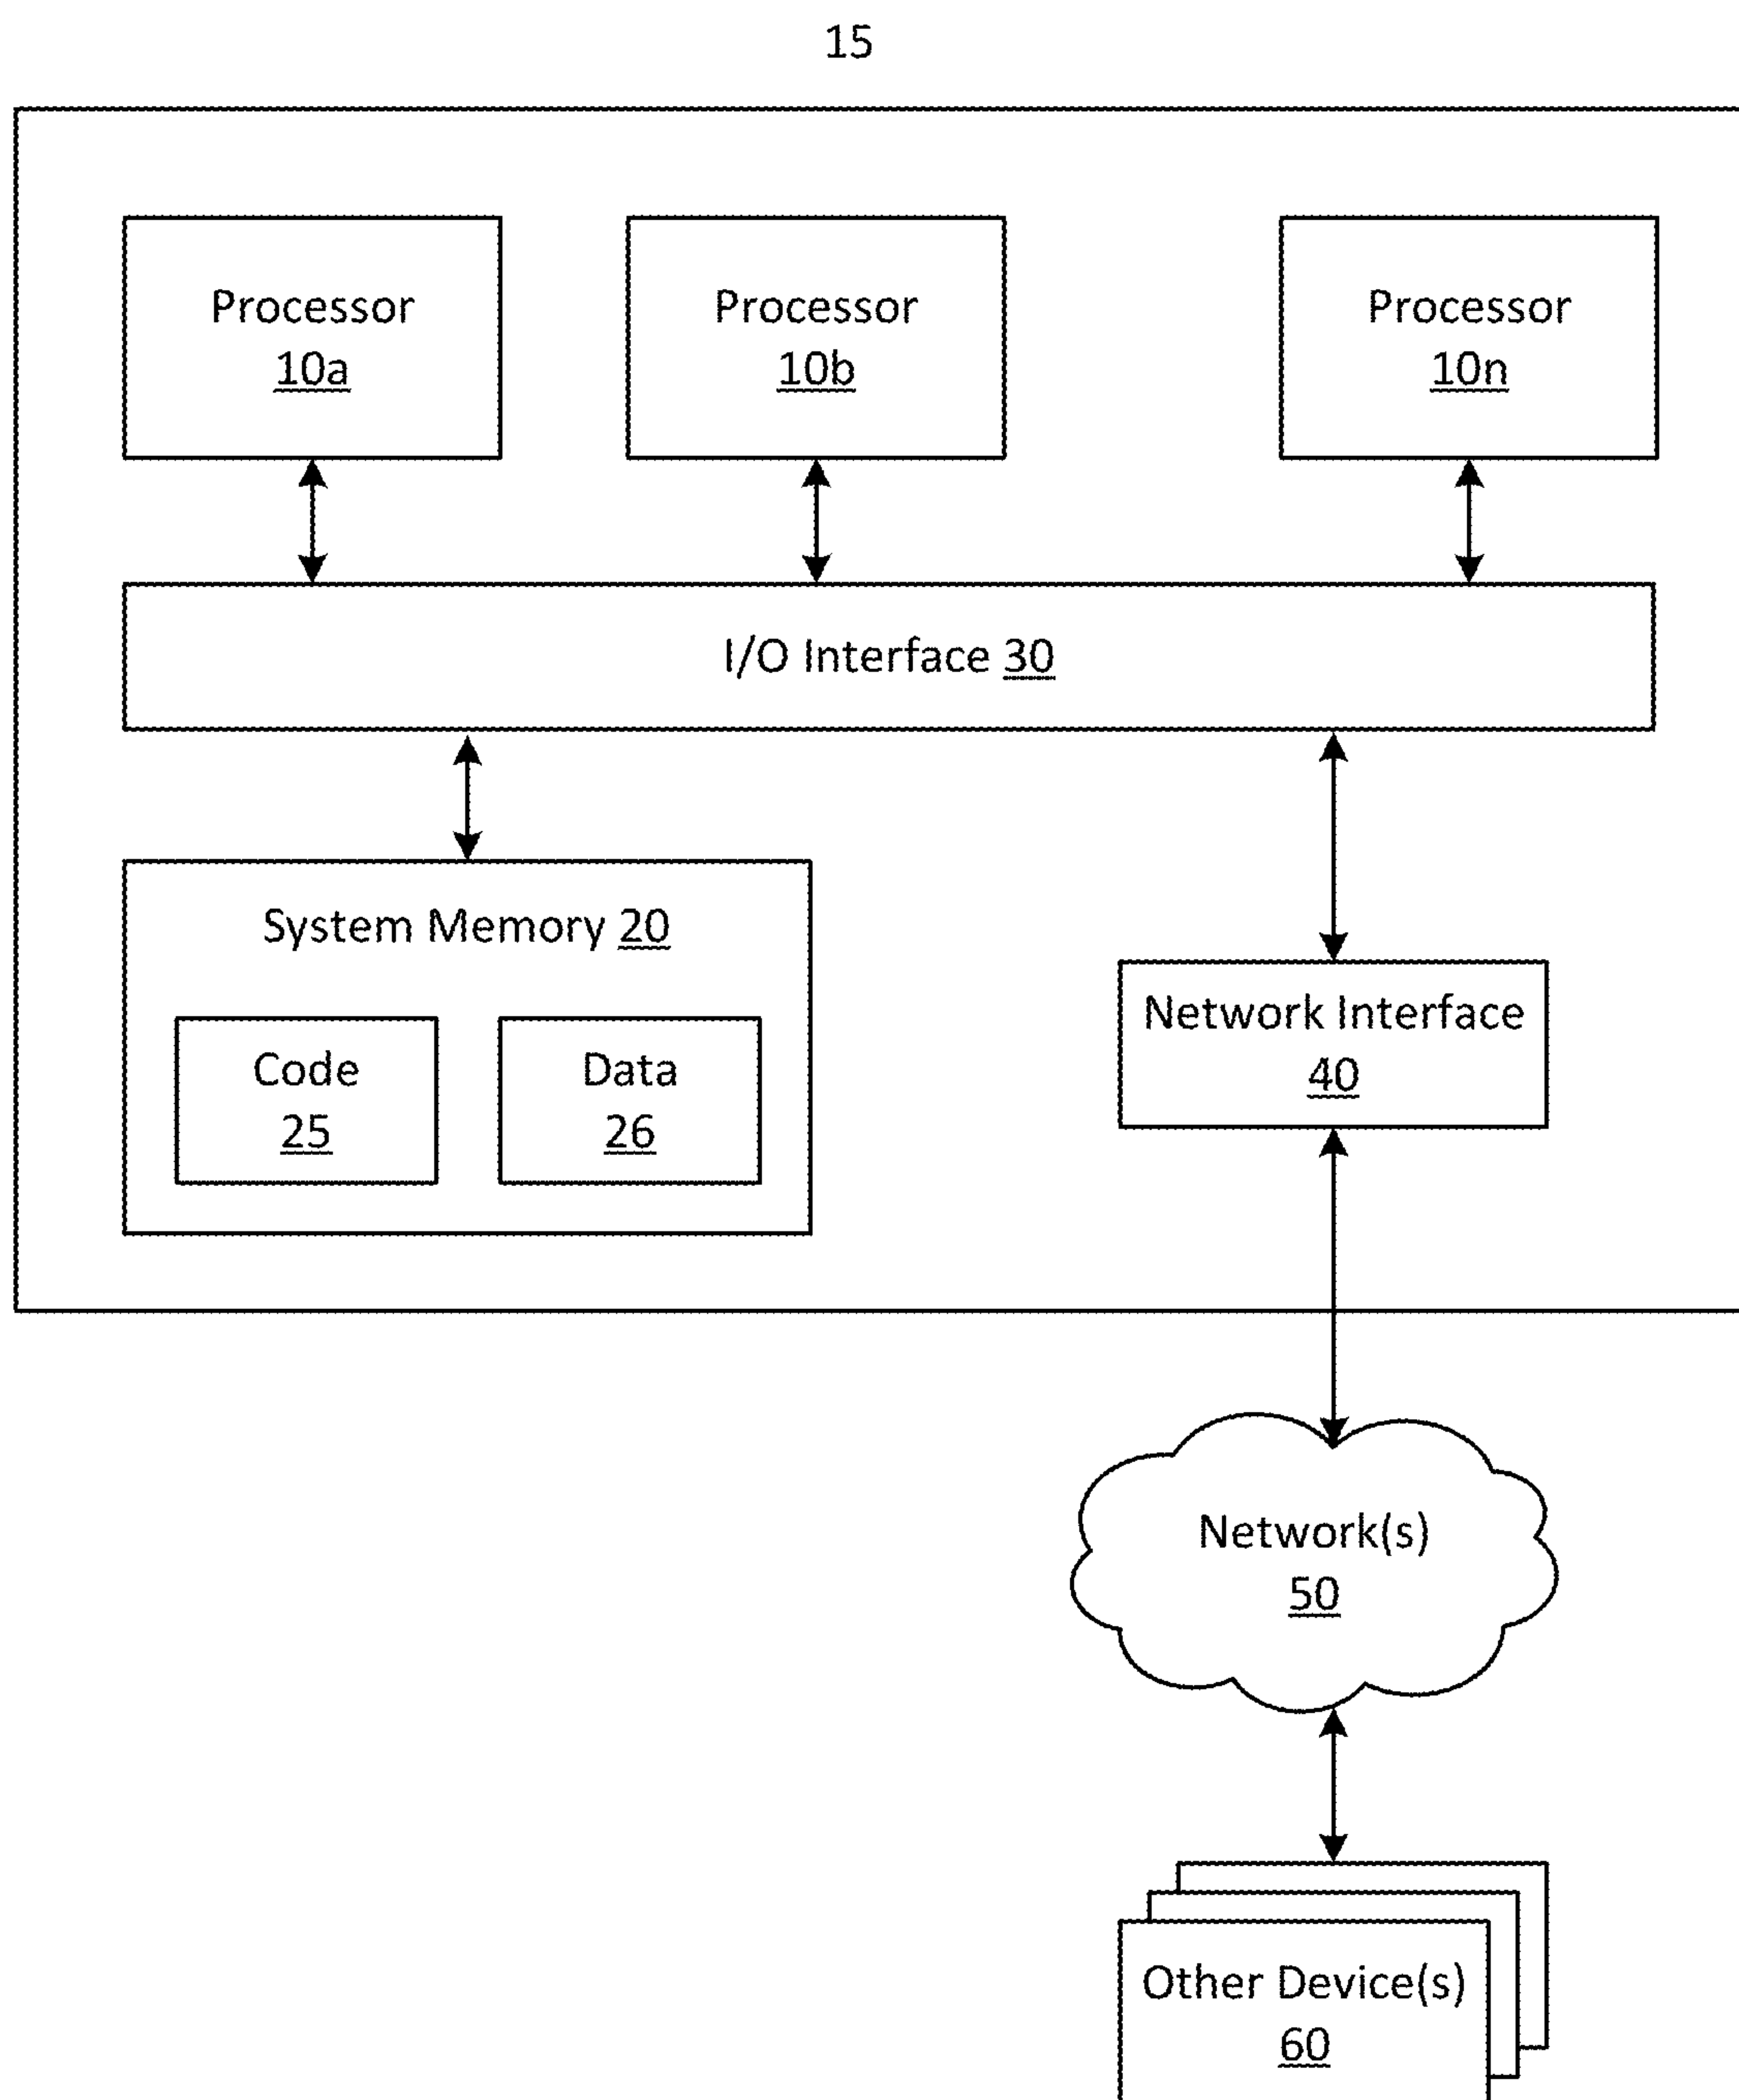 15
Processor
10a
Processor
10b
Processor
10n
I/O Interface 30
System Memory 20
Code
25
Data
26
Network Interface
40
Network(s)
50
Other Device(s)
60